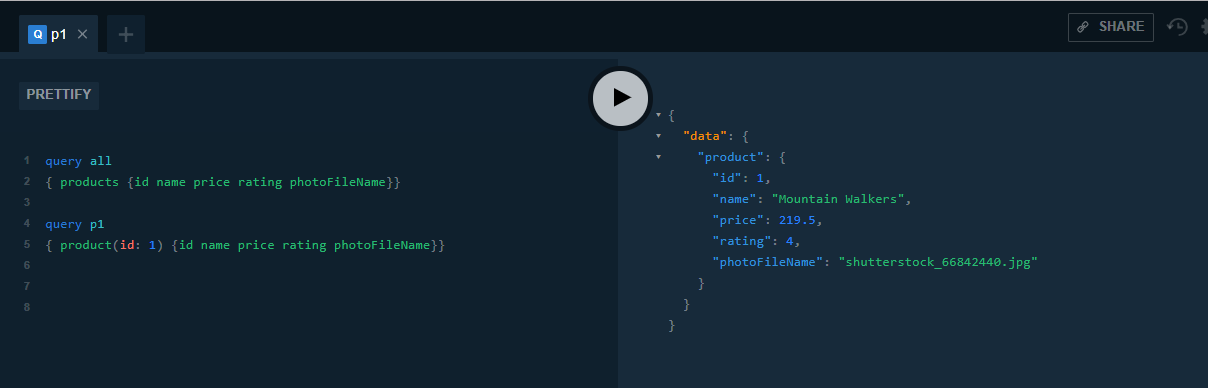 Q p1 ×
+
SHARE
PRETTIFY
1 query all
2 { products {id name price rating photoFileName}}
3
4 query p1
5 { product(id: 1) {id name price rating photoFileName}}
6
7
8
{
"data": {
"product": {
"id": 1,
"name": "Mountain Walkers",
"price": 219.5,
"rating": 4,
"photoFileName": "shutterstock_66842440.jpg"
}
}
}